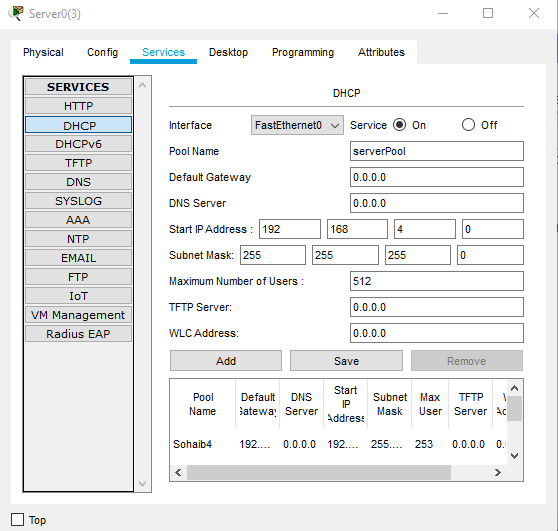 Server0(3)
Physical Config Services Desktop Programming Attributes
SERVICES
HTTP
DHCP
DHCPv6
TFTP
DNS
SYSLOG
AAA
NTP
EMAIL
FTP
IoT
VM Management
Radius EAP
DHCP
Interface FastEthernet0 Service On Off
Pool Name serverPool
Default Gateway 0.0.0.0
DNS Server 0.0.0.0
Start IP Address : 192 168 4 0
Subnet Mask: 255 255 255 0
Maximum Number of Users : 512
TFTP Server: 0.0.0.0
WLC Address: 0.0.0.0
Add Save Remove
Pool Name Default Gateway DNS Server Start IP Address Subnet Mask Max User TFTP Server
Sohaib4 192.... 0.0.0.0 192.... 255.... 253 0.0.0.0 0.
Top